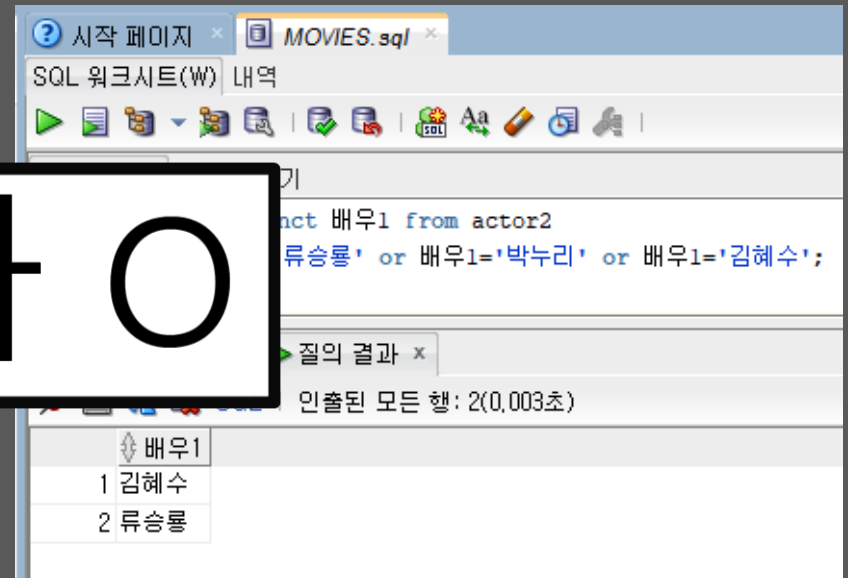 시작 페이지 MOVIES.sql
SQL 워크시트(W) 내역
배우1 from actor2
류승룡' or 배우1='박누리' or 배우1='김혜수';
질의 결과
인출된 모든 행: 2(0,003초)
배우1
1 김혜수
2 류승룡